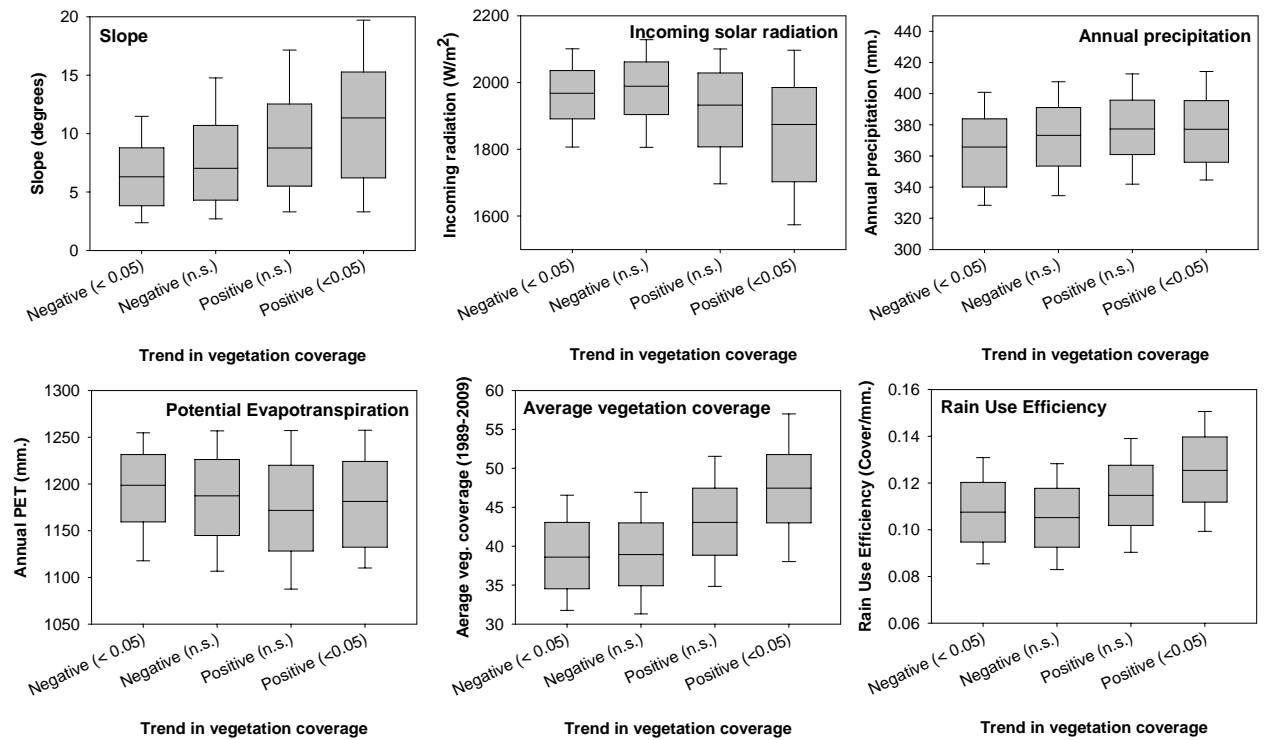 Slope
Slope (degrees)
20
15
10
5
0
Negative (< 0.05)
Negative (n.s.)
Positive (n.s.)
Positive (<0.05)
Trend in vegetation coverage
Incoming solar radiation
Incoming radiation (W/m²)
2200
2000
1800
1600
Negative (< 0.05)
Negative (n.s.)
Positive (n.s.)
Positive (<0.05)
Trend in vegetation coverage
Annual precipitation
Annual precipitation (mm.)
440
420
400
380
360
340
320
300
Negative (< 0.05)
Negative (n.s.)
Positive (n.s.)
Positive (<0.05)
Trend in vegetation coverage
Potential Evapotranspiration
Annual PET (mm.)
1300
1250
1200
1150
1100
1050
Negative (< 0.05)
Negative (n.s.)
Positive (n.s.)
Positive (<0.05)
Trend in vegetation coverage
Average vegetation coverage
Aerage veg. coverage (1989-2009)
60
55
50
45
40
35
30
Negative (< 0.05)
Negative (n.s.)
Positive (n.s.)
Positive (<0.05)
Trend in vegetation coverage
Rain Use Efficiency
Rain Use Efficiency (Cover/mm.)
0.16
0.14
0.12
0.10
0.08
0.06
Negative (< 0.05)
Negative (n.s.)
Positive (n.s.)
Positive (<0.05)
Trend in vegetation coverage